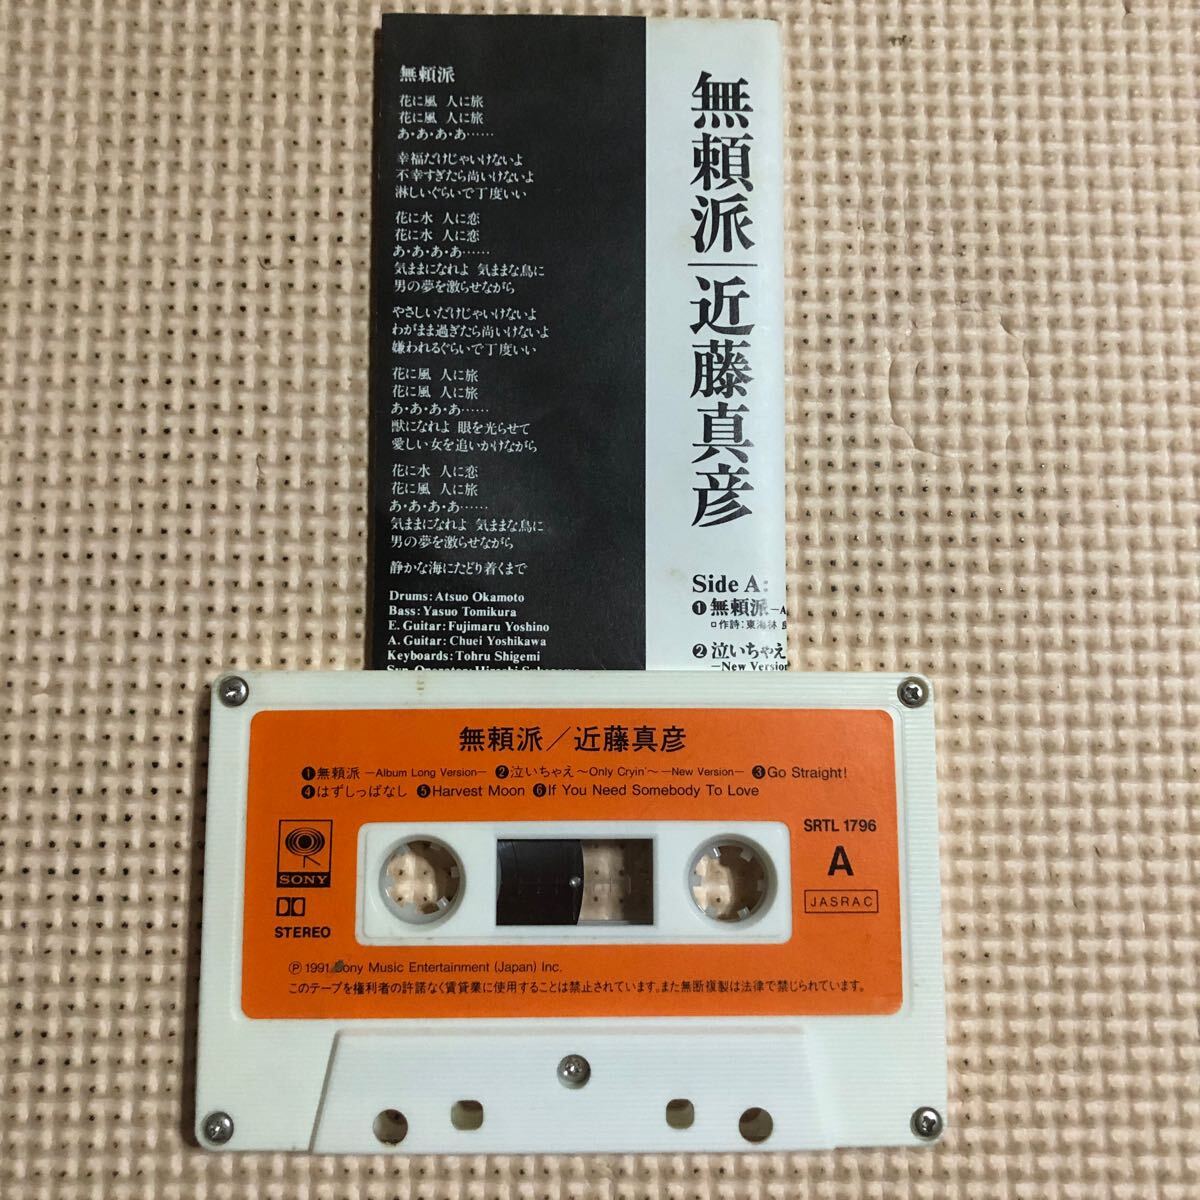 無頼派
花に風 人に旅
花に風 人に旅
あ・あ・あ・あ……
幸福だけじゃいけないよ
不幸すぎたら尚いけないよ
淋しいぐらいで丁度いい
花に水 人に恋
花に水 人に恋
あ・あ・あ・あ……
気ままになれよ 気ままな鳥に
男の夢を激らせながら
やさしいだけじゃいけないよ
わがまま過ぎたら尚いけないよ
嫌われるぐらいで丁度いい
花に風 人に旅
花に風 人に旅
あ・あ・あ・あ……
獣になれよ 眼を光らせて
愛しい女を追いかけながら
花に水 人に恋
花に風 人に旅
あ・あ・あ・あ……
気ままになれよ 気ままな鳥に
男の夢を激らせながら
静かな海にたどり着くまで
Drums: Atsuo Okamoto
Bass: Yasuo Tomikura
E. Guitar: Fujimaru Yoshino
A. Guitar: Chuei Yoshikawa
Keyboards: Tohru Shigemi
無頼派|近藤真彦
Side A:
❶無頼派—A
作詩:東海林
❷泣いちゃえ
—New Version
無頼派／近藤真彦
❶無頼派 —Album Long Version— ❷泣いちゃえ〜Only Cryin'〜—New Version— ❸Go Straight!
❹はずしっぱなし ❺Harvest Moon ❻If You Need Somebody To Love
SRTL 1796
A
JASRAC
SONY
STEREO
Ⓟ 1991 Sony Music Entertainment (Japan) Inc.
このテープを権利者の許諾なく賃貸業に使用することは禁止されています。また無断複製は法律で禁じられています。